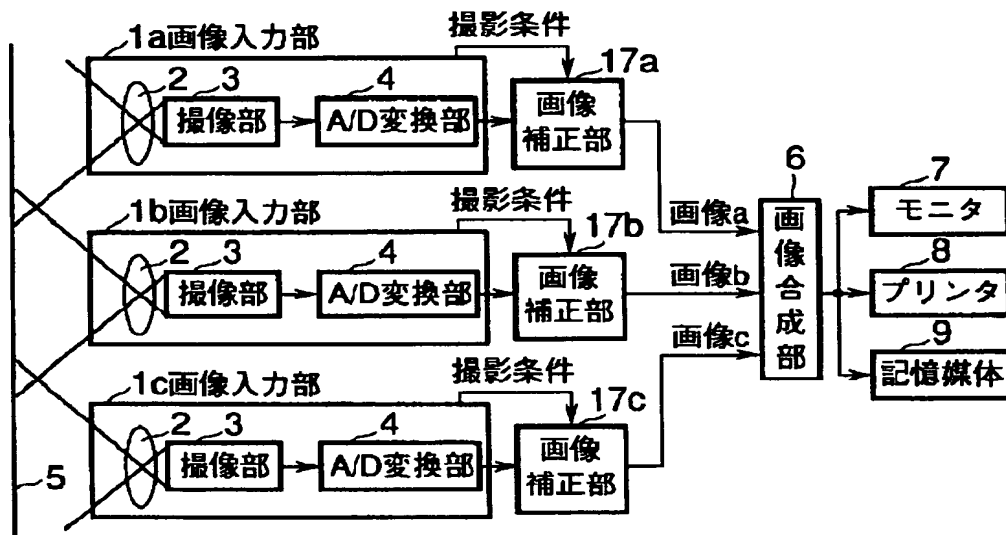 撮影条件
1a画像入力部
17a
2
3
4
撮像部
A/D変換部
画像
補正部
6
7
モニタ
画像a
撮影条件
1b画像入力部
17b
2
3
4
撮像部
A/D変換部
画像
補正部
画像b
画像合成部
8
プリンタ
画像c
9
記憶媒体
撮影条件
1c画像入力部
17c
2
3
4
撮像部
A/D変換部
画像
補正部
5